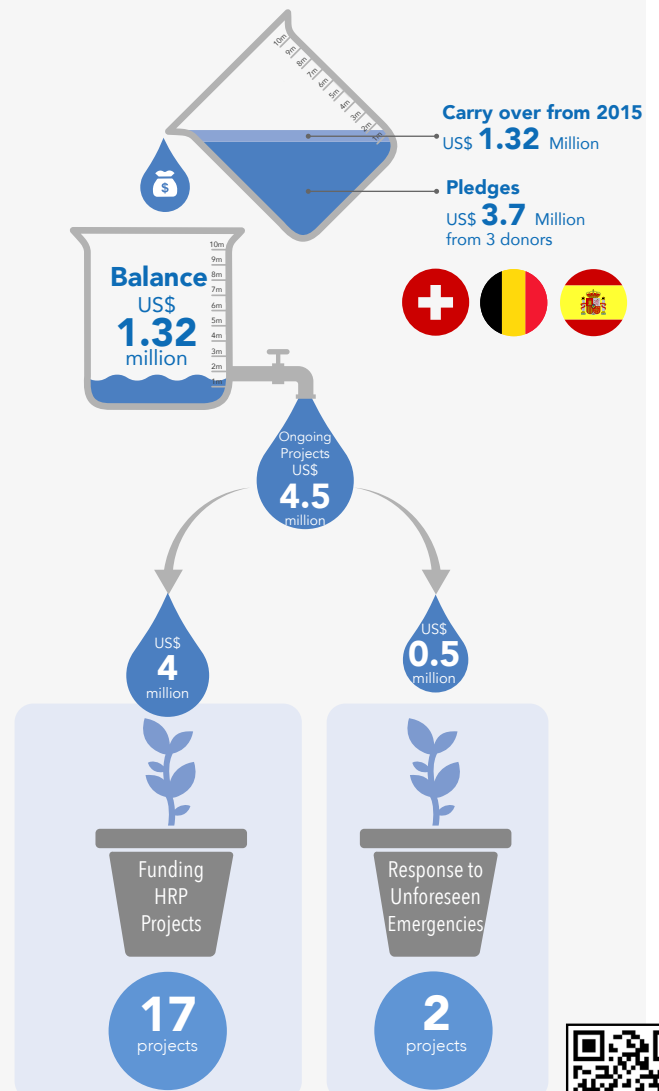 10m
9m
8m
7m
6m
5m
4m
3m
2m
1m
Carry over from 2015
US$ 1.32 Million
Pledges
US$ 3.7 Million
from 3 donors
$
Balance
US$
1.32
million
10m
9m
8m
7m
6m
5m
4m
3m
2m
1m
Ongoing
Projects
US$
4.5
million
US$
4
million
US$
0.5
million
Funding
HRP
Projects
Response to
Unforeseen
Emergencies
17
projects
2
projects